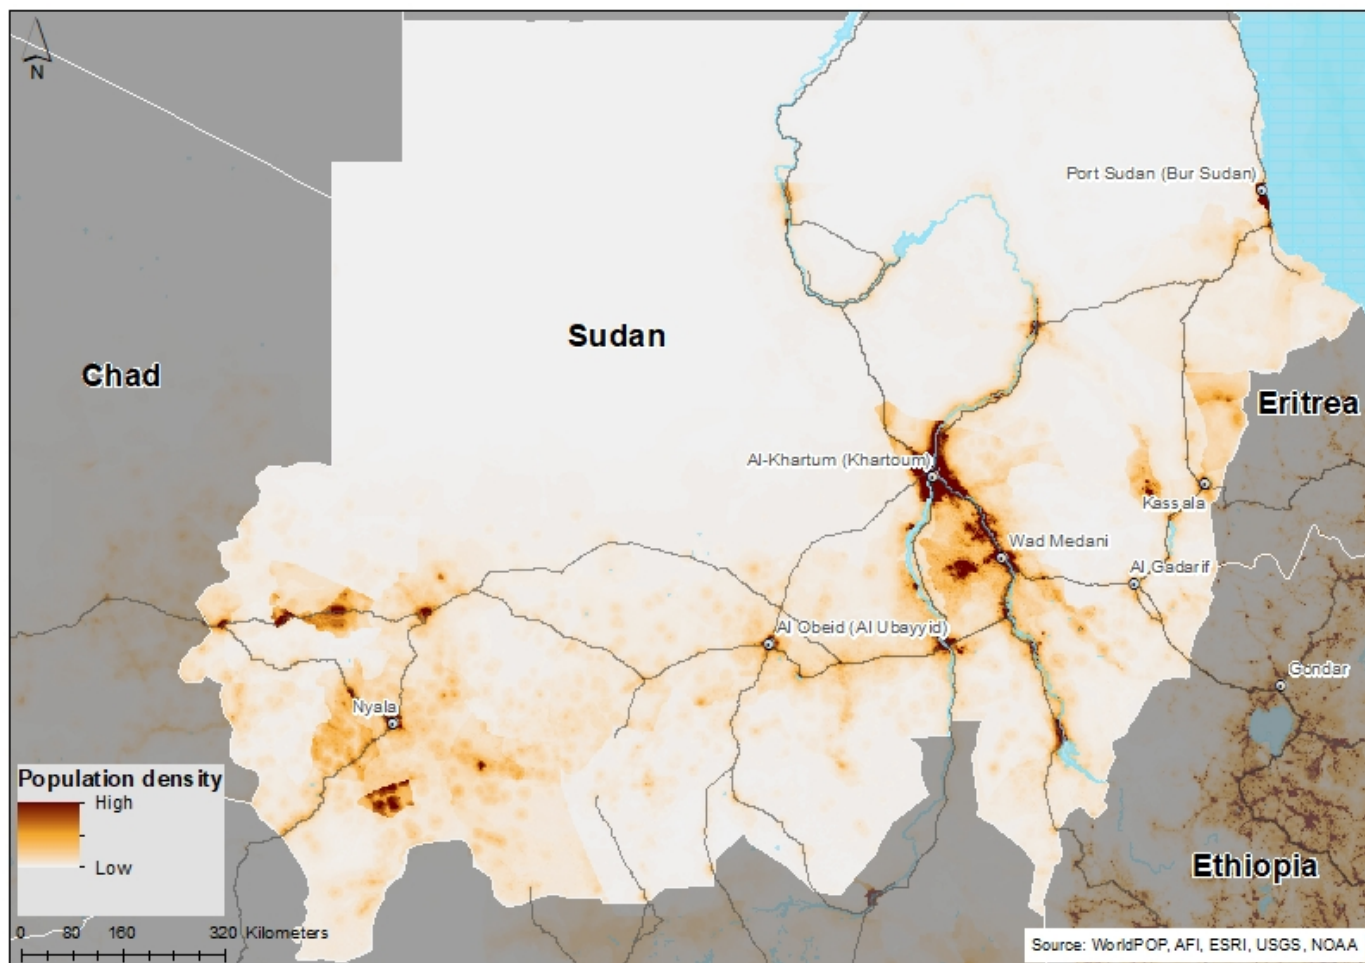 N
Port Sudan (Bur Sudan)
Sudan
Chad
Eritrea
Al-Khartum (Khartoum)
Kassala
Wad Medani
Al Gadarif
Al Obeid (Al Ubayyid)
Gondar
Nyala
Population density
High
Low
Ethiopia
0 80 160 320 Kilometers
Source: WorldPOP, AFI, ESRI, USGS, NOAA